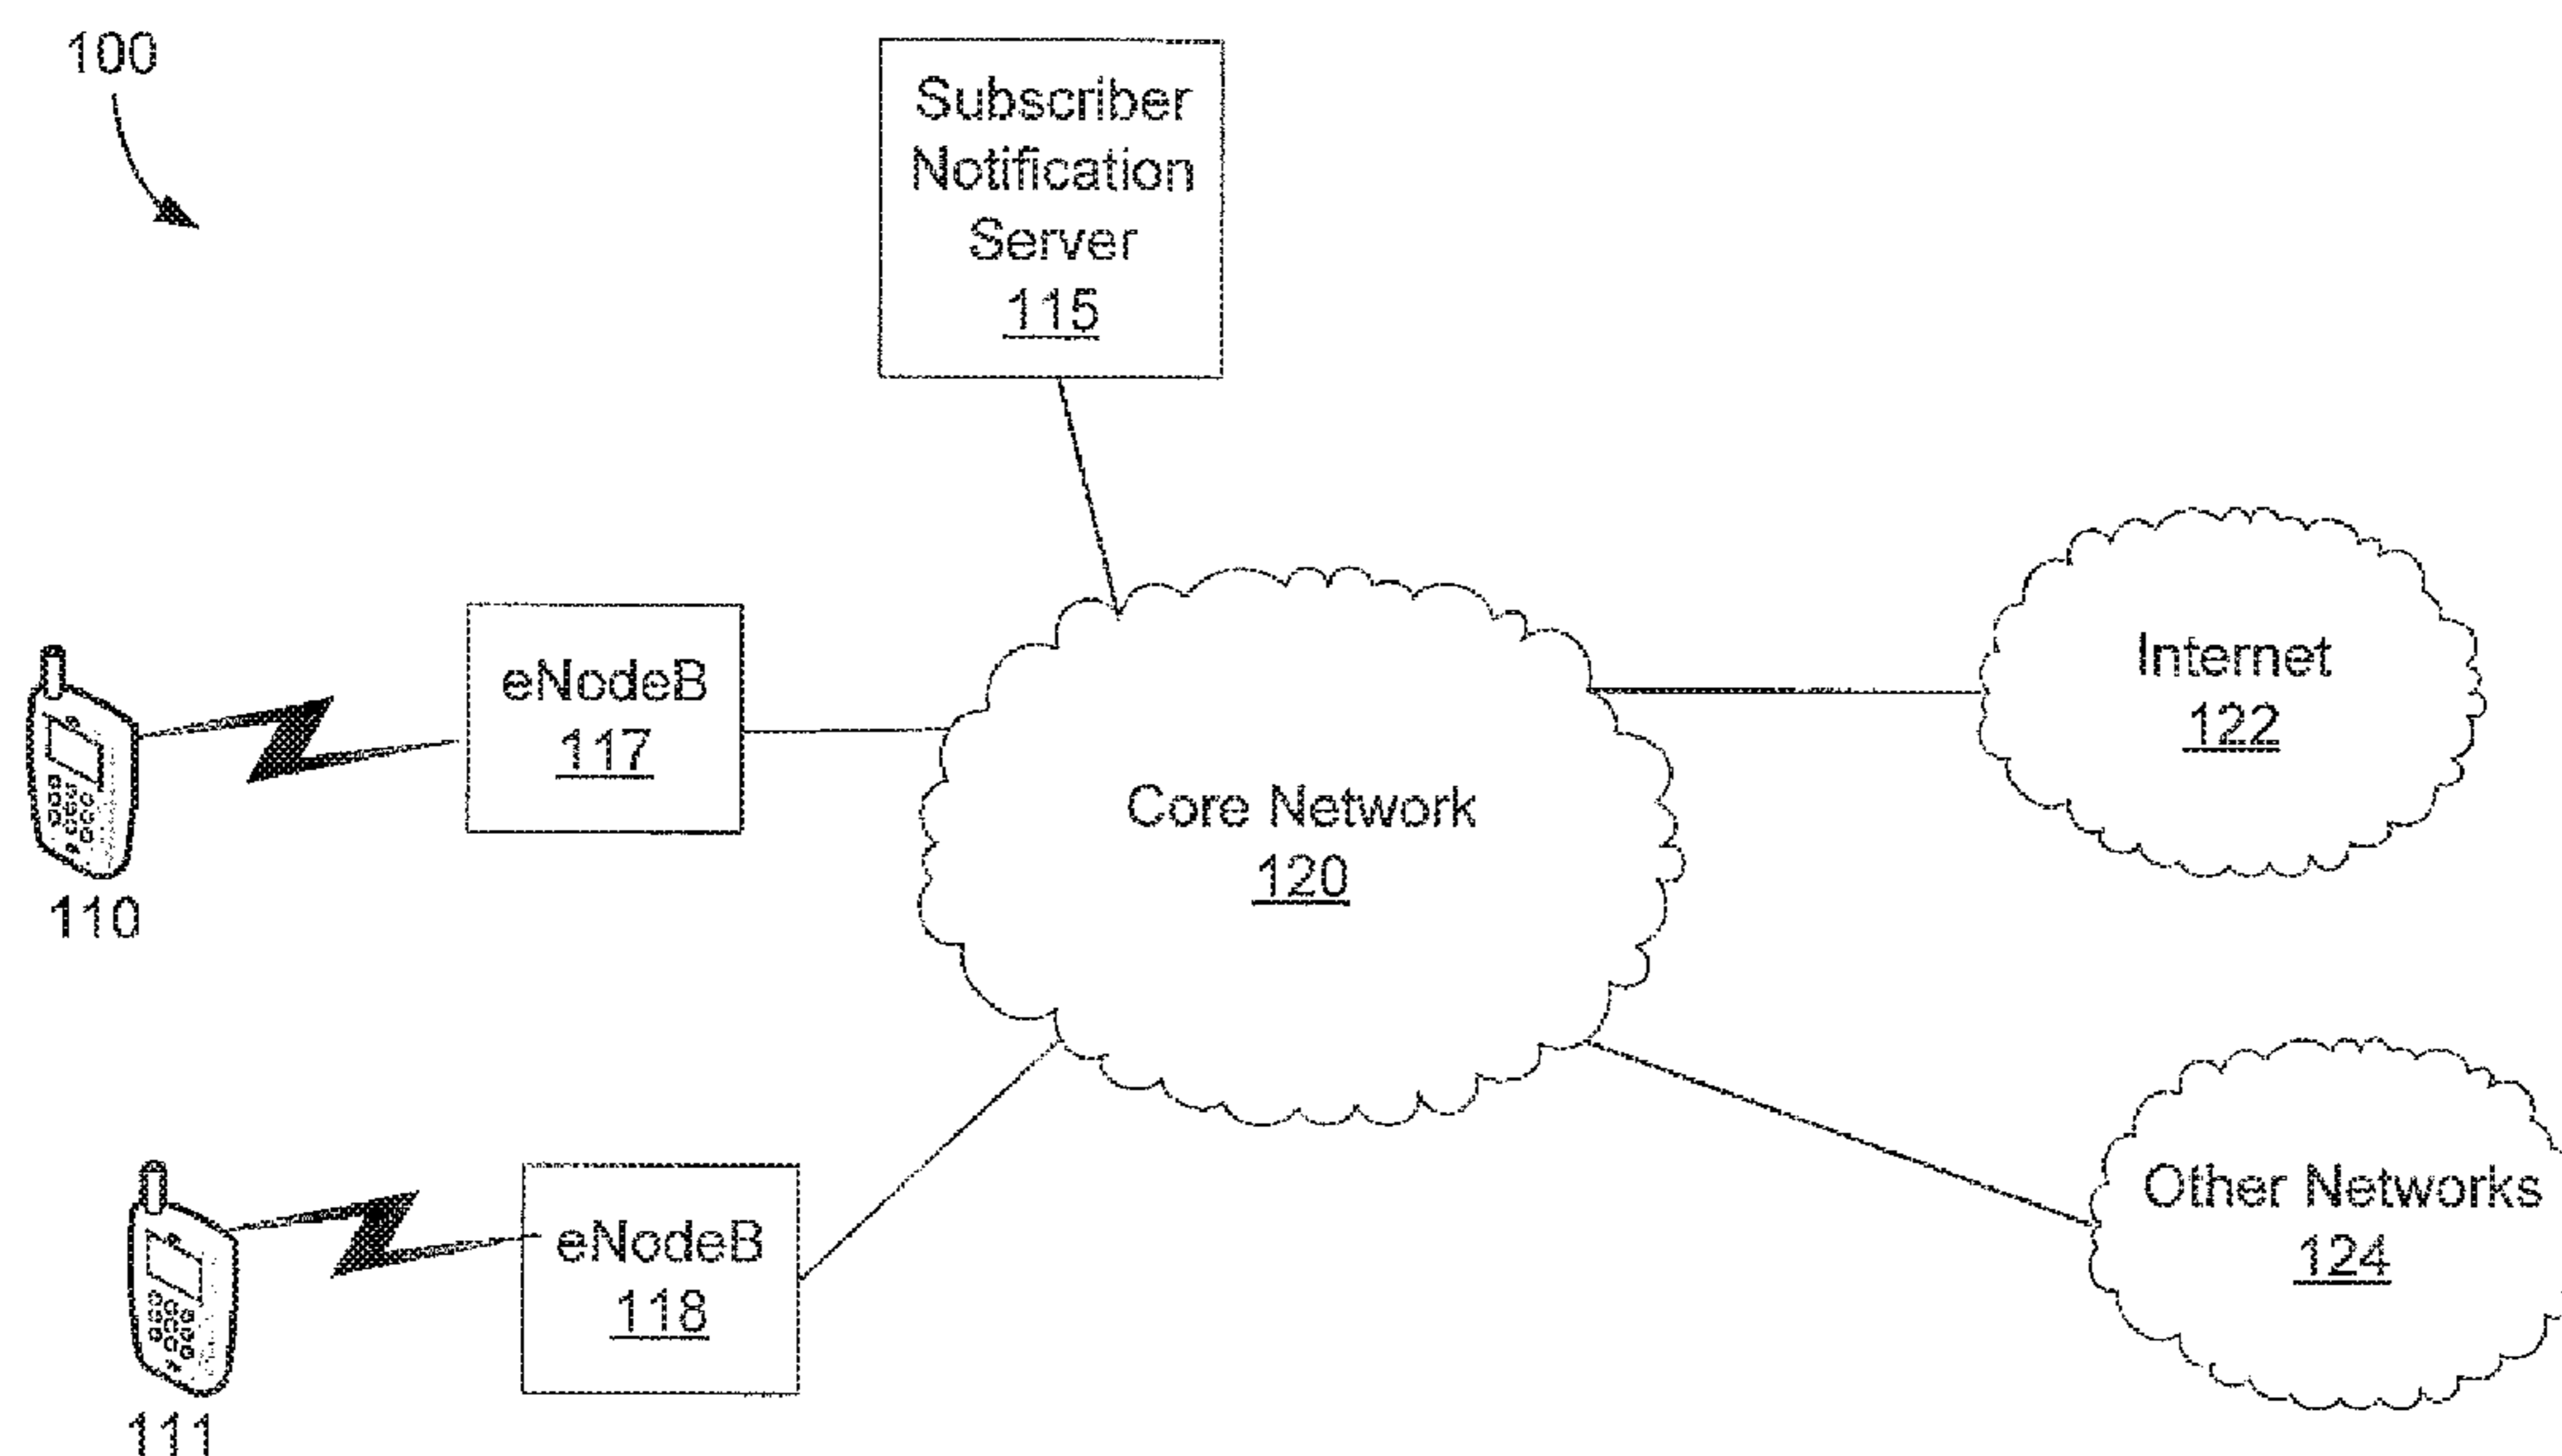 100
Subscriber
Notification
Server
115
eNodeB
117
Internet
122
Core Network
120
110
Other Networks
124
eNodeB
118
111